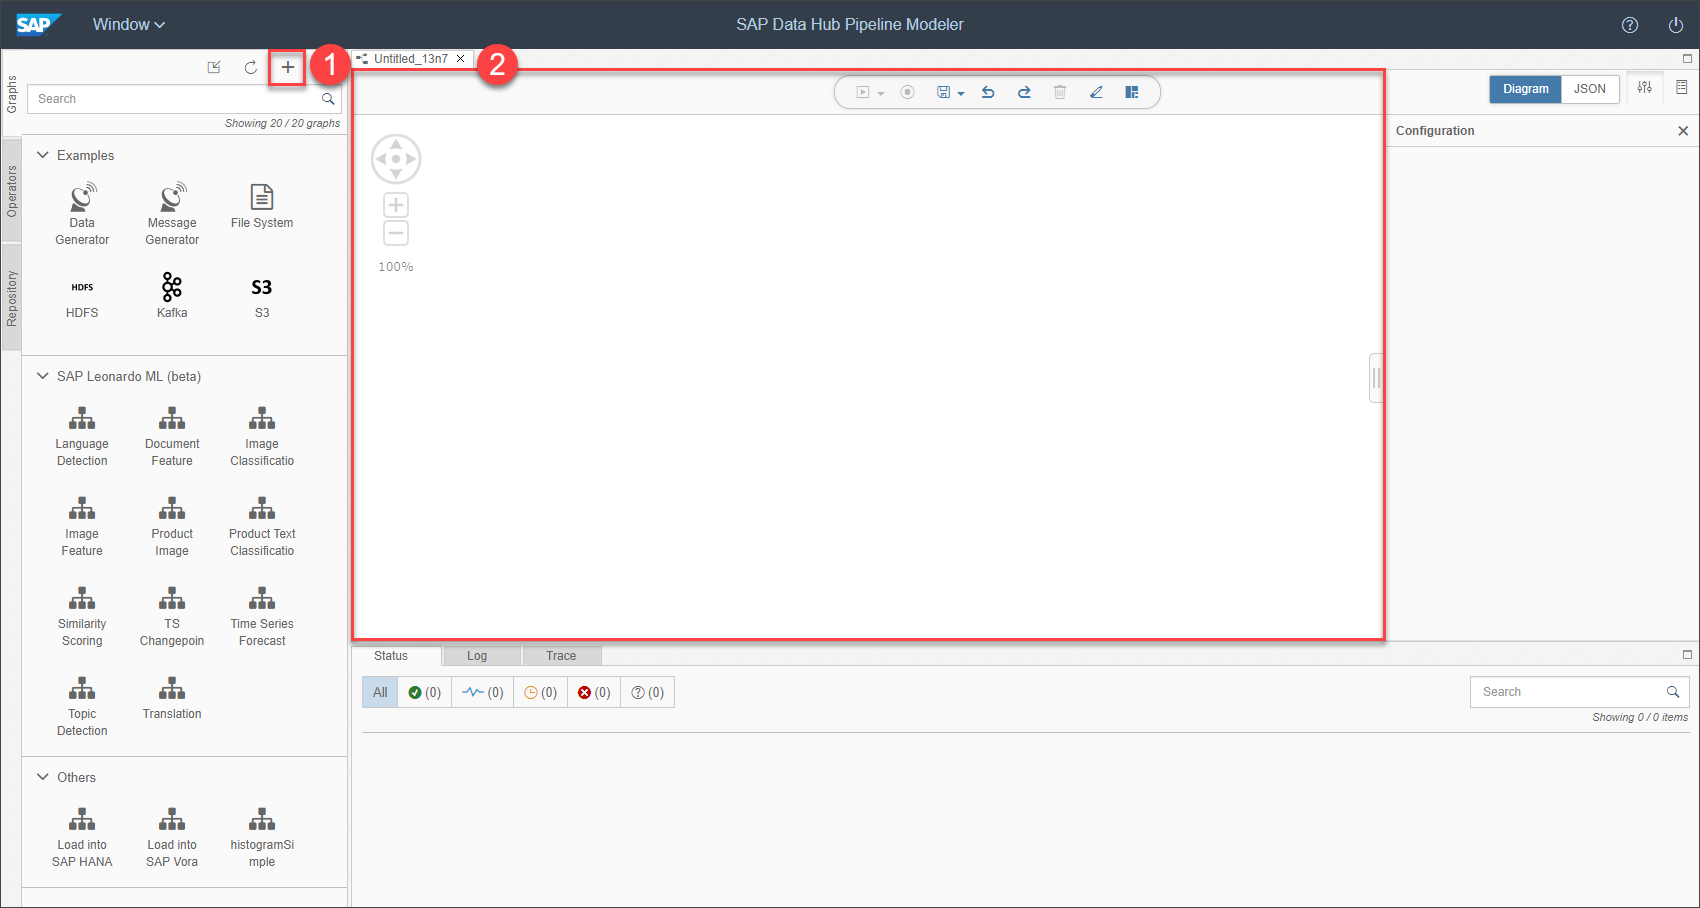 SAP
Window
SAP Data Hub Pipeline Modeler
1
Untitled_13n7
2
Graphs
Operators
Repository
Search
Showing 20 / 20 graphs
Diagram
JSON
Configuration
100%
Examples
Data
Generator
Message
Generator
File System
HDFS
HDFS
Kafka
S3
S3
SAP Leonardo ML (beta)
Language
Detection
Document
Feature
Image
Classificatio
Image
Feature
Product
Image
Product Text
Classificatio
Similarity
Scoring
TS
Changepoin
Time Series
Forecast
Topic
Detection
Translation
Others
Load into
SAP HANA
Load into
SAP Vora
histogramSi
mple
Status
Log
Trace
All
(0)
(0)
(0)
(0)
(0)
Search
Showing 0 / 0 items